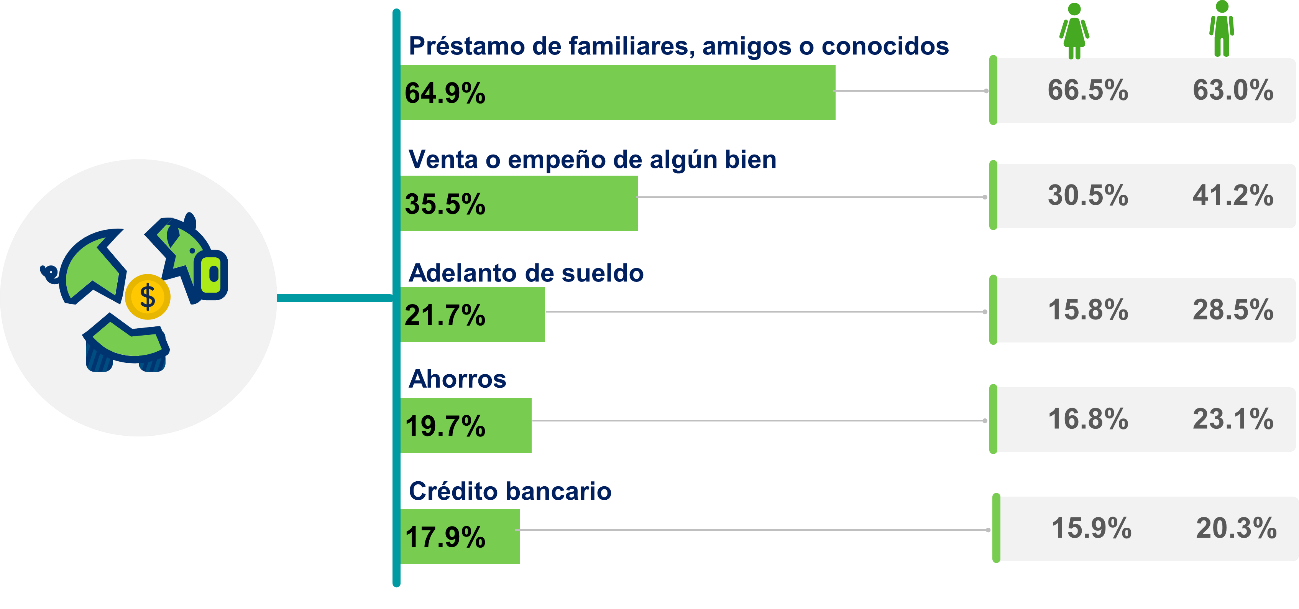 Préstamo de familiares, amigos o conocidos
64.9%
66.5% 63.0%
Venta o empeño de algún bien
35.5%
30.5% 41.2%
Adelanto de sueldo
21.7%
15.8% 28.5%
Ahorros
19.7%
16.8% 23.1%
Crédito bancario
17.9%
15.9% 20.3%
$